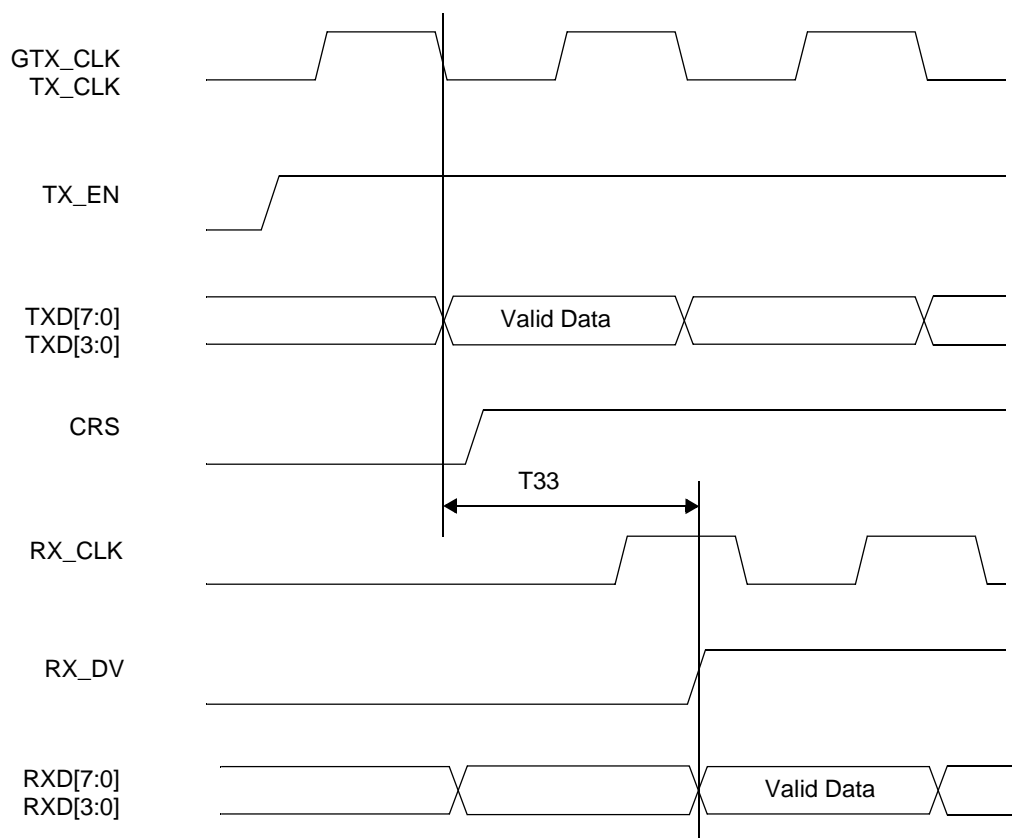 GTX_CLK
TX_CLK
TX_EN
TXD[7:0]
TXD[3:0]
Valid Data
CRS
T33
RX_CLK
RX_DV
RXD[7:0]
RXD[3:0]
Valid Data